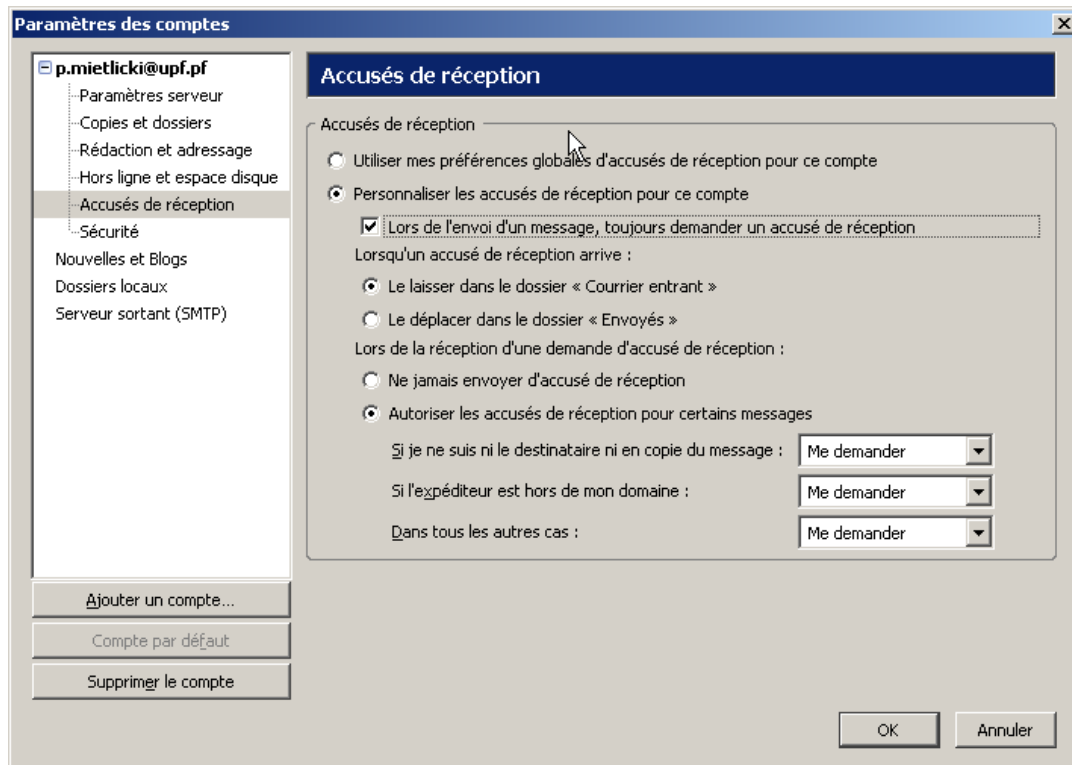 Paramètres des comptes
p.mietlicki@upf.pf
Paramètres serveur
Copies et dossiers
Rédaction et adressage
Hors ligne et espace disque
Accusés de réception
Sécurité
Nouvelles et Blogs
Dossiers locaux
Serveur sortant (SMTP)
Ajouter un compte...
Compte par défaut
Supprimer le compte
Accusés de réception
Accusés de réception
Utiliser mes préférences globales d'accusés de réception pour ce compte
Personnaliser les accusés de réception pour ce compte
Lors de l'envoi d'un message, toujours demander un accusé de réception
Lorsqu'un accusé de réception arrive :
Le laisser dans le dossier « Courrier entrant »
Le déplacer dans le dossier « Envoyés »
Lors de la réception d'une demande d'accusé de réception :
Ne jamais envoyer d'accusé de réception
Autoriser les accusés de réception pour certains messages
Si je ne suis ni le destinataire ni en copie du message : Me demander
Si l'expéditeur est hors de mon domaine : Me demander
Dans tous les autres cas : Me demander
OK Annuler